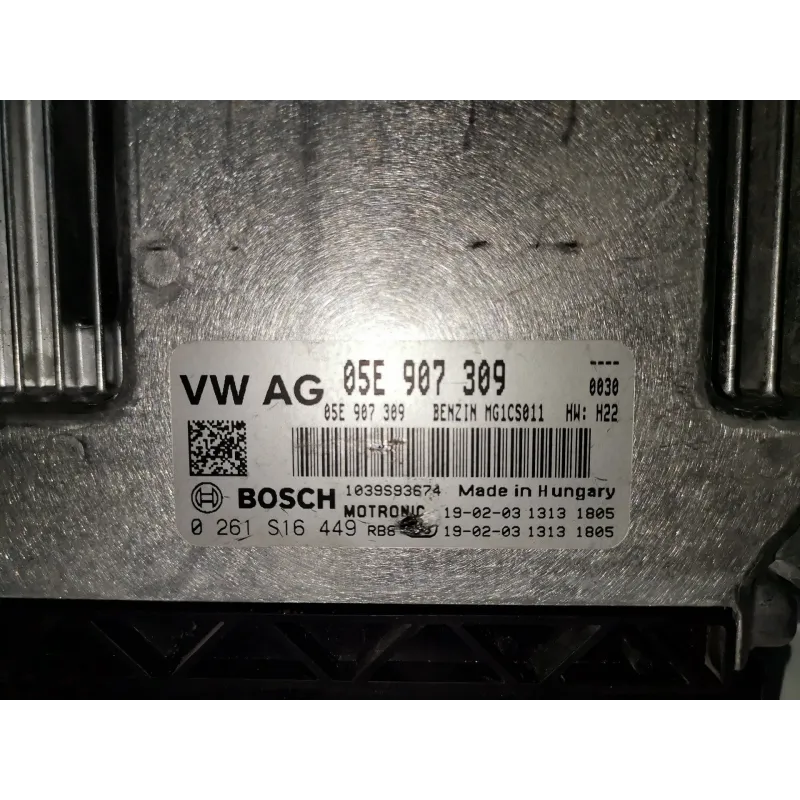 VW AG 05E 907 309 ----
0030
05E 907 309 BENZIN MG1CS011 HW: H22
BOSCH 1039S93674 Made in Hungary
MOTRONIC 19-02-03 1313 1805
0 261 S16 449 19-02-03 1313 1805